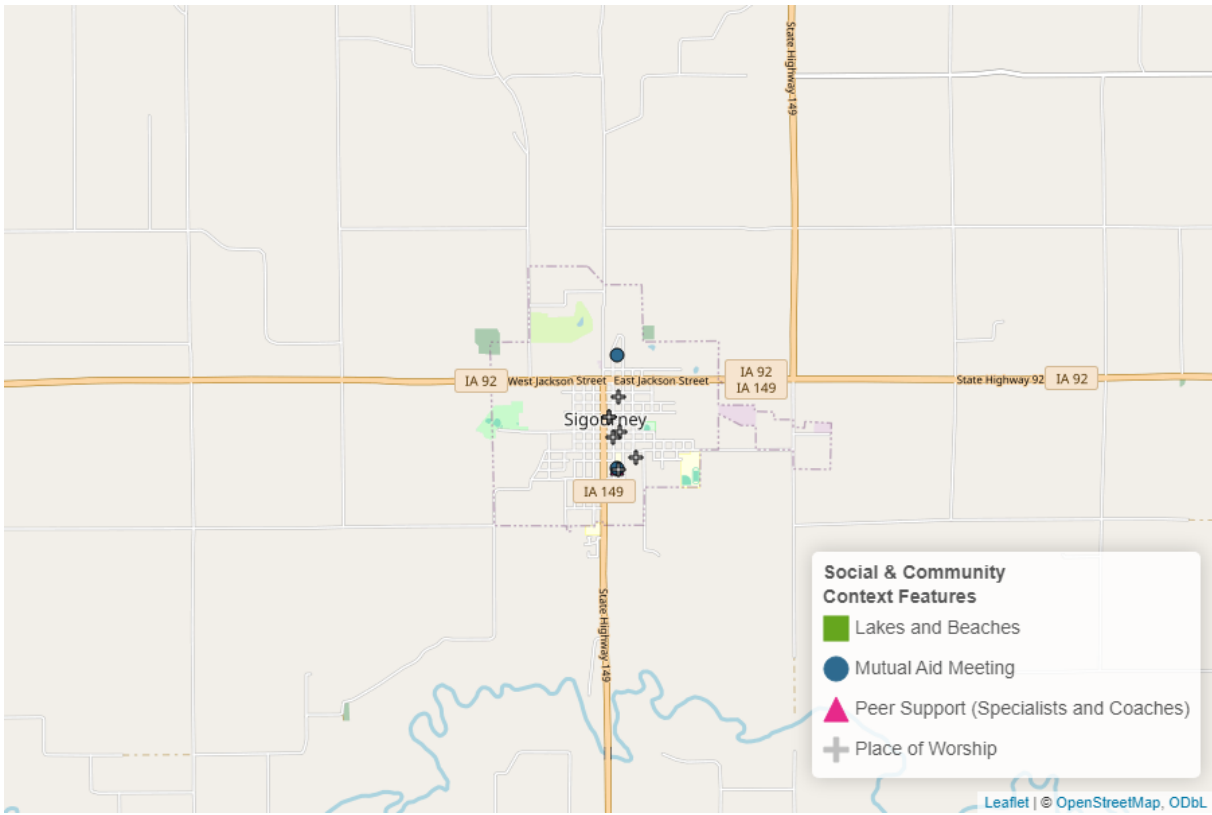 State Highway 149
IA 92
West Jackson Street
East Jackson Street
IA 92
IA 149
State Highway 92
IA 92
Sigourney
IA 149
State Highway 149
Social & Community
Context Features
Lakes and Beaches
Mutual Aid Meeting
Peer Support (Specialists and Coaches)
Place of Worship
Leaflet | © OpenStreetMap, ODbL